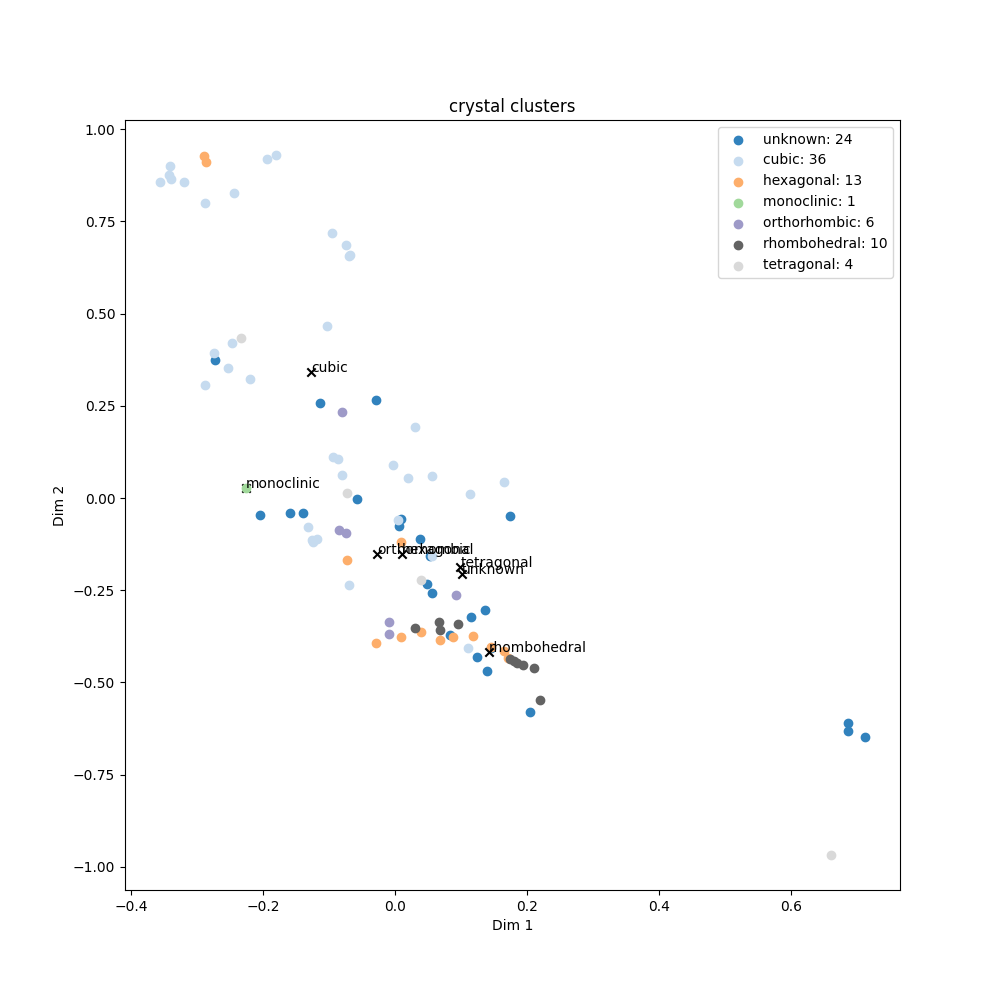 crystal clusters
1.00
0.75
0.50
0.25
0.00
−0.25
−0.50
−0.75
−1.00
Dim 2
unknown: 24
cubic: 36
hexagonal: 13
monoclinic: 1
orthorhombic: 6
rhombohedral: 10
tetragonal: 4
cubic
monoclinic
orthorhombic
hexagonal
tetragonal
unknown
rhombohedral
−0.4
−0.2
0.0
0.2
0.4
0.6
Dim 1